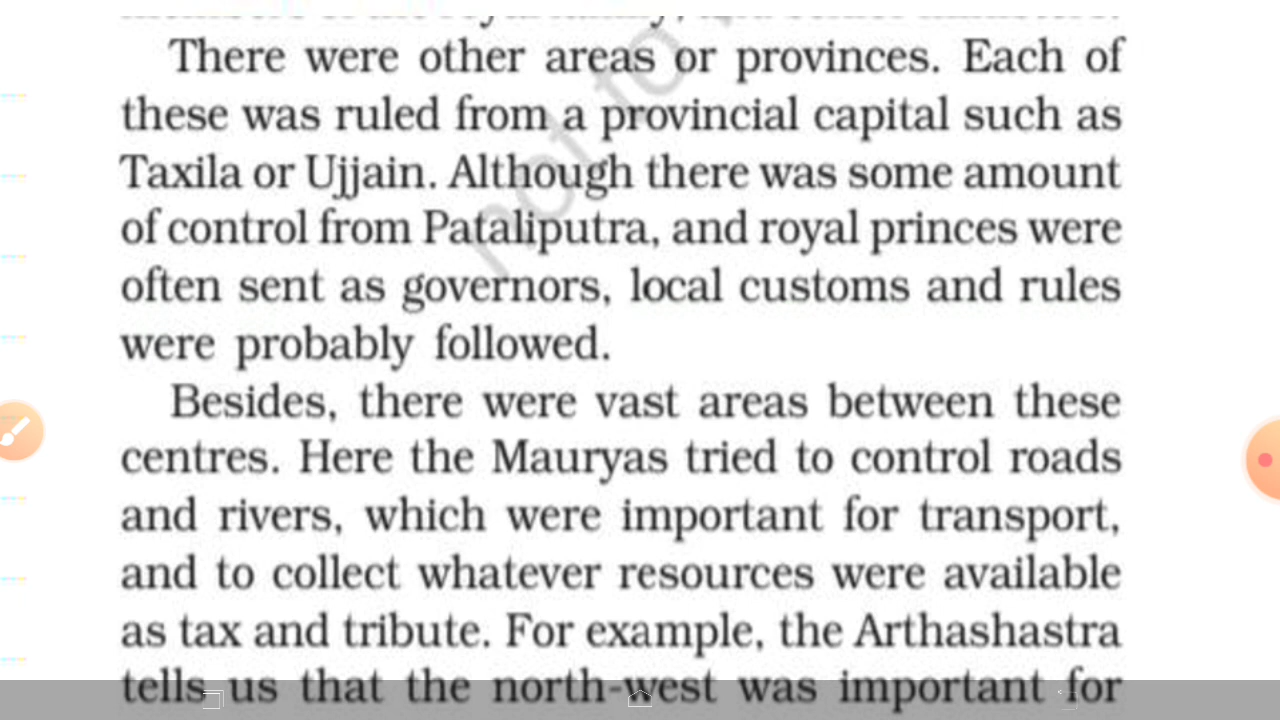 There were other areas or provinces. Each of
these was ruled from a provincial capital such as
Taxila or Ujjain. Although there was some amount
of control from Pataliputra, and royal princes were
often sent as governors, local customs and rules
were probably followed.
Besides, there were vast areas between these
centres. Here the Mauryas tried to control roads
and rivers, which were important for transport,
and to collect whatever resources were available
as tax and tribute. For example, the Arthashastra
tells us that the north-west was important for
not to